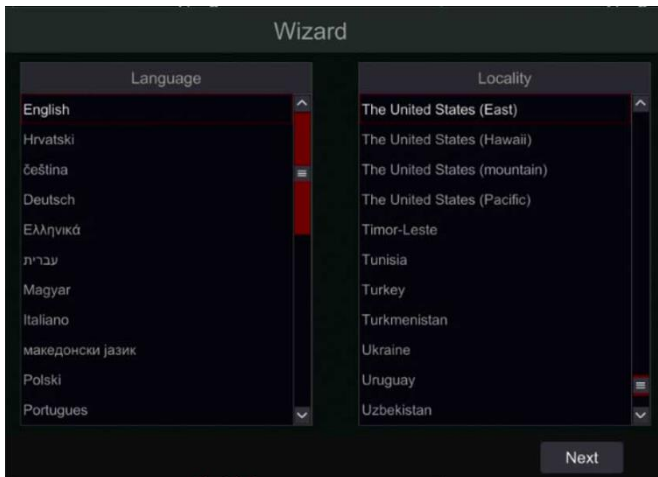 Wizard
Language
English
Hrvatski
čeština
Deutsch
Ελληνικά
עברית
Magyar
Italiano
македонски јазик
Polski
Portugues
Locality
The United States (East)
The United States (Hawaii)
The United States (mountain)
The United States (Pacific)
Timor-Leste
Tunisia
Turkey
Turkmenistan
Ukraine
Uruguay
Uzbekistan
Next